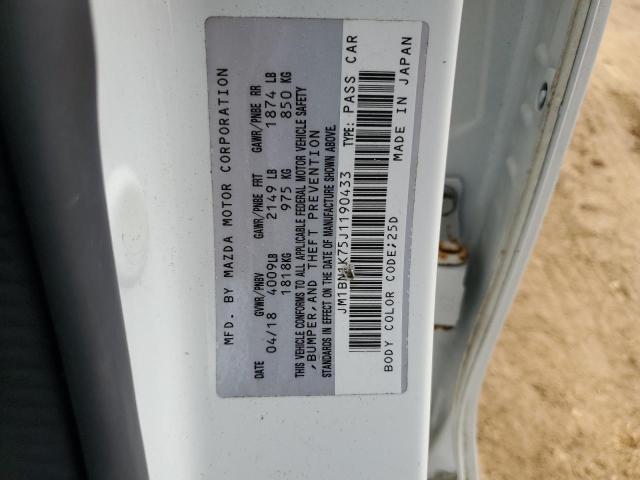 MFD. BY MAZDA MOTOR CORPORATION
DATE GVWR/PNBV GAWR/PNBE FRT GAWR/PNBE RR
04/18 4009LB 2149 LB 1874 LB
1818KG 975 KG 850 KG
THIS VEHICLE CONFORMS TO ALL APPLICABLE FEDERAL MOTOR VEHICLE SAFETY
,BUMPER,AND THEFT PREVENTION
STANDARDS IN EFFECT ON THE DATE OF MANUFACTURE SHOWN ABOVE.
TYPE: PASS CAR
BODY COLOR CODE;25D MADE IN JAPAN